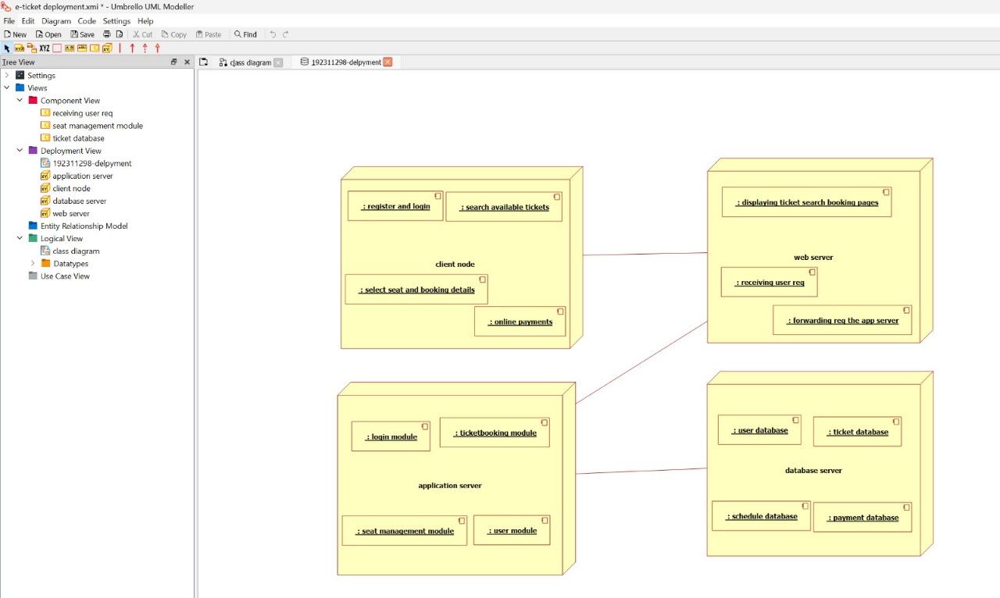 e-ticket deployment.xmi * - Umbrello UML Modeller
File Edit Diagram Code Settings Help
New Open Save Cut Copy Paste Find
XYZ
Tree View
class diagram 192311298-delpyment
Settings
Views
Component View
receiving user req
seat management module
ticket database
Deployment View
192311298-delpyment
application server
client node
database server
web server
Entity Relationship Model
Logical View
class diagram
Datatypes
Use Case View
: register and login
: search available tickets
client node
: select seat and booking details
: online payments
: displaying ticket search booking pages
web server
: receiving user req
: forwarding req the app server
: login module
: ticketbooking module
application server
: seat management module
: user module
: user database
: ticket database
database server
: schedule database
: payment database